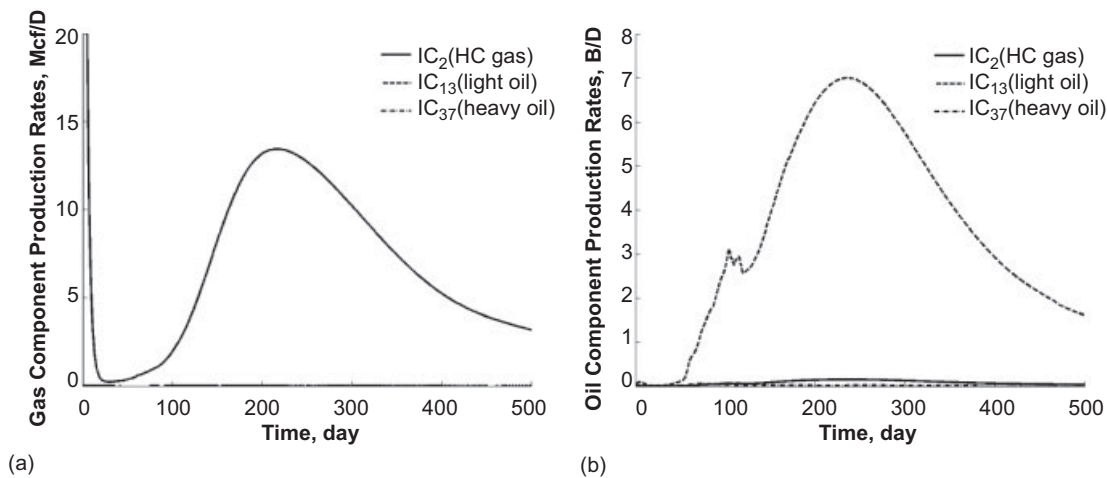 Gas Component Production Rates, Mcf/D
20
15
10
5
0
IC2(HC gas)
IC13(light oil)
IC37(heavy oil)
0 100 200 300 400 500
Time, day
(a)
Oil Component Production Rates, B/D
8
7
6
5
4
3
2
1
0
IC2(HC gas)
IC13(light oil)
IC37(heavy oil)
0 100 200 300 400 500
Time, day
(b)